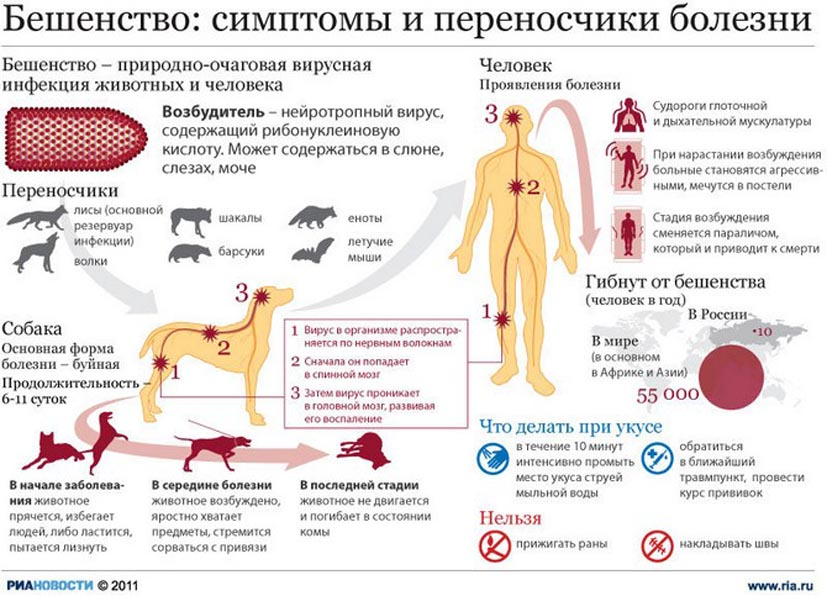 Бешенство: симптомы и переносчики болезни
Бешенство – природно-очаговая вирусная
инфекция животных и человека
Возбудитель – нейротропный вирус,
содержащий рибонуклеиновую
кислоту. Может содержаться в слюне,
слезах, моче
Переносчики
лисы (основной
резервуар
инфекции)
волки
шакалы
барсуки
еноты
летучие
мыши
Собака
Основная форма
болезни – буйная
Продолжительность –
6-11 суток
3
2
1
1 Вирус в организме распростра-
няется по нервным волокнам
2 Сначала он попадает
в спинной мозг
3 Затем вирус проникает
в головной мозг, развивая
его воспаление
В начале заболева-
ния животное
прячется, избегает
людей, либо ластится,
пытается лизнуть
В середине болезни
животное возбуждено,
яростно хватает
предметы, стремится
сорваться с привязи
В последней стадии
животное не двигается
и погибает в состоянии
комы
Человек
Проявления болезни
3
2
1
Судороги глоточной
и дыхательной мускулатуры
При нарастании возбуждения
больные становятся агрессив-
ными, мечутся в постели
Стадия возбуждения
сменяется параличом,
который и приводит к смерти
Гибнут от бешенства
(человек в год)
В России
10
В мире
(в основном
в Африке и Азии)
55 000
Что делать при укусе
в течение 10 минут
интенсивно промыть
место укуса струей
мыльной воды
обратиться
в ближайший
травмпункт, провести
курс прививок
Нельзя
прижигать раны
накладывать швы
РИАНОВОСТИ © 2011
www.ria.ru